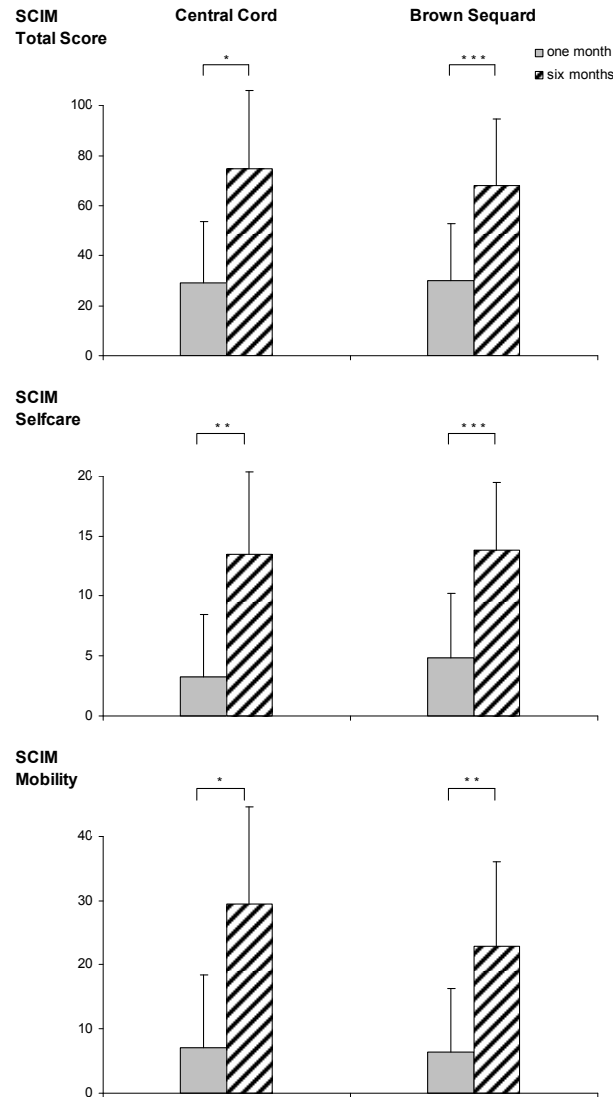 SCIM
Total Score
Central Cord
Brown Sequard
one month
six months
*
* * *
100
80
60
40
20
0
SCIM
Selfcare
* *
* * *
20
15
10
5
0
SCIM
Mobility
*
* *
40
30
20
10
0